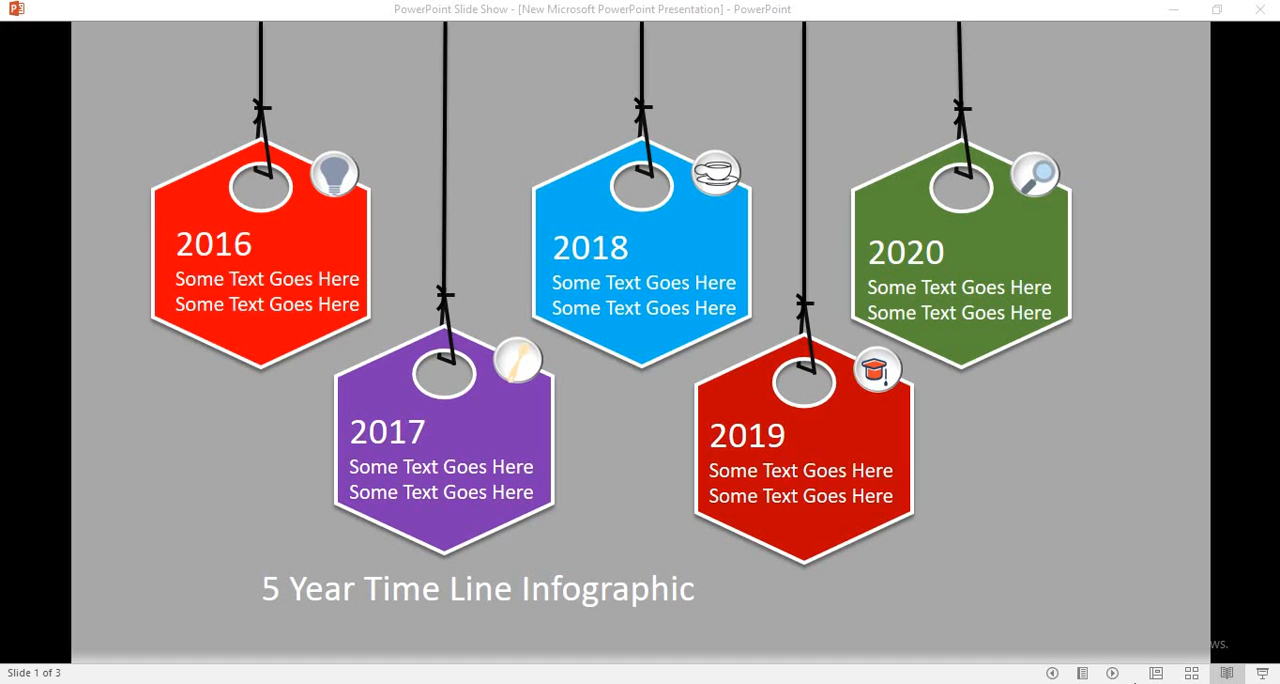 PowerPoint Slide Show - [New Microsoft PowerPoint Presentation] - PowerPoint
2016
Some Text Goes Here
Some Text Goes Here
2018
Some Text Goes Here
Some Text Goes Here
2020
Some Text Goes Here
Some Text Goes Here
2017
Some Text Goes Here
Some Text Goes Here
2019
Some Text Goes Here
Some Text Goes Here
5 Year Time Line Infographic
ws.
Slide 1 of 3